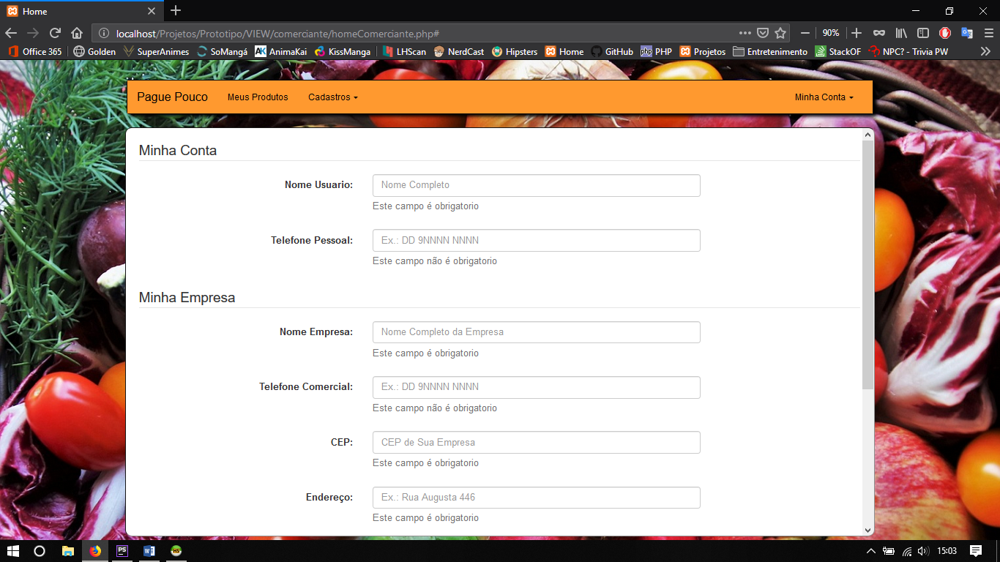 Home
localhost/Projetos/Prototipo/VIEW/comerciante/homeComerciante.php#
90%
Office 365 Golden SuperAnimes SoMangá AK AnimaKai KissManga LHScan NerdCast Hipsters Home GitHub php PHP Projetos Entretenimento StackOF NPC? - Trivia PW
Pague Pouco Meus Produtos Cadastros Minha Conta
Minha Conta
Nome Usuario: Nome Completo
Este campo é obrigatorio
Telefone Pessoal: Ex.: DD 9NNNN NNNN
Este campo não é obrigatorio
Minha Empresa
Nome Empresa: Nome Completo da Empresa
Este campo é obrigatorio
Telefone Comercial: Ex.: DD 9NNNN NNNN
Este campo não é obrigatorio
CEP: CEP de Sua Empresa
Este campo é obrigatorio
Endereço: Ex.: Rua Augusta 446
Este campo é obrigatorio
PS W HS 15:03